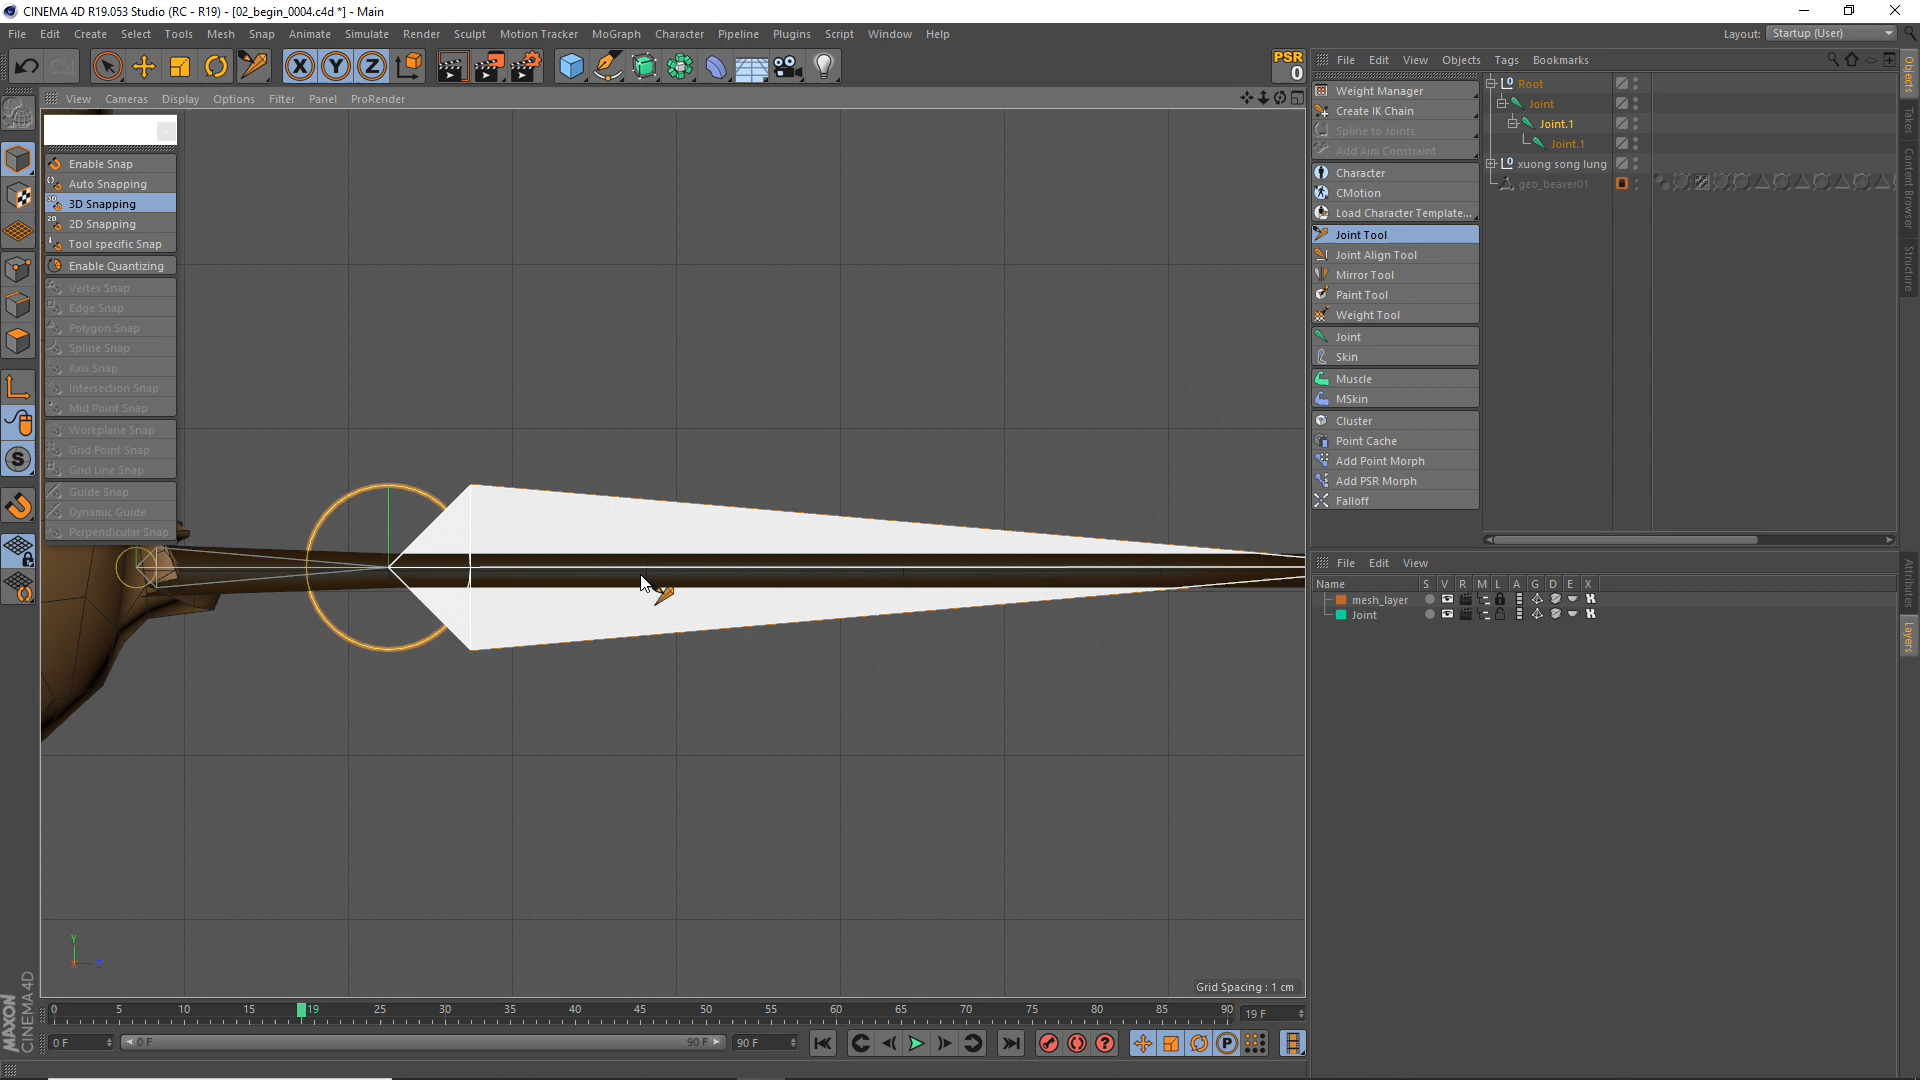 CINEMA 4D R19.053 Studio (RC - R19) - [02_begin_0004.c4d *] - Main
File Edit Create Select Tools Mesh Snap Animate Simulate Render Sculpt Motion Tracker MoGraph Character Pipeline Plugins Script Window Help
Layout: Startup (User)
PSR
0
View Cameras Display Options Filter Panel ProRender
Enable Snap
Auto Snapping
3D Snapping
2D Snapping
Tool specific Snap
Enable Quantizing
Vertex Snap
Edge Snap
Polygon Snap
Spline Snap
Axis Snap
Intersection Snap
Mid Point Snap
Workplane Snap
Grid Point Snap
Grid Line Snap
Guide Snap
Dynamic Guide
Perpendicular Snap
Y
Grid Spacing : 1 cm
0 5 10 15 19 25 30 35 40 45 50 55 60 65 70 75 80 85 90
19 F
0 F
0 F
90 F
90 F
MAXON
CINEMA 4D
File Edit View Objects Tags Bookmarks
Weight Manager
Create IK Chain
Spline to Joints
Add Aim Constraint
Character
CMotion
Load Character Template...
Joint Tool
Joint Align Tool
Mirror Tool
Paint Tool
Weight Tool
Joint
Skin
Muscle
MSkin
Cluster
Point Cache
Add Point Morph
Add PSR Morph
Falloff
Root
Joint
Joint.1
Joint.1
xuong song lung
geo_beaver01
File Edit View
Name S V R M L A G D E X
mesh_layer
Joint
Objects
Takes
Content Browser
Structure
Attributes
Layers